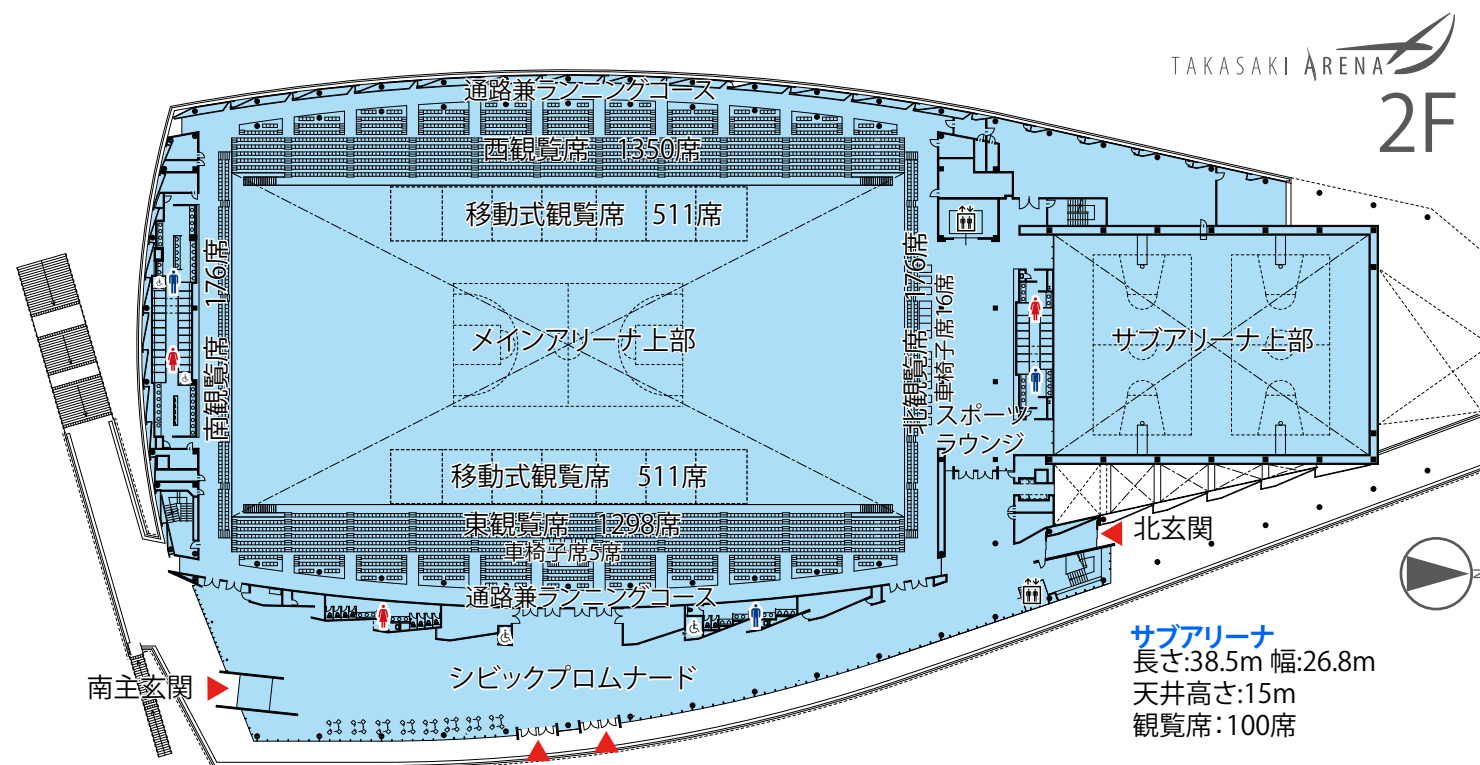 TAKASAKI ARENA
2F
通路兼ランニングコース
西観覧席 1350席
移動式観覧席 511席
南観覧席 176席
メインアリーナ上部
北観覧席 176席
車椅子席16席
サブアリーナ上部
スポーツ
ラウンジ
移動式観覧席 511席
東観覧席 1298席
車椅子席5席
通路兼ランニングコース
北玄関
N
シビックプロムナード
南主玄関
サブアリーナ
長さ:38.5m 幅:26.8m
天井高さ:15m
観覧席:100席